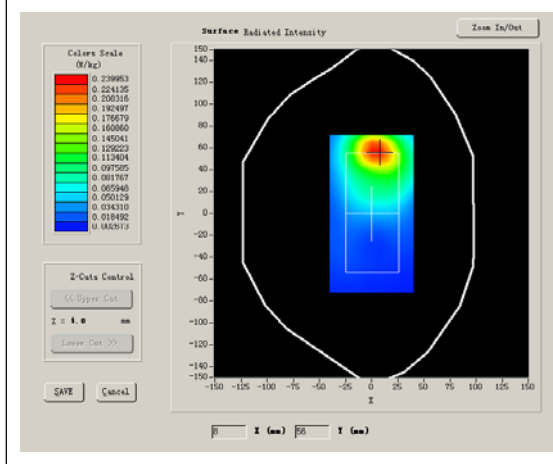 Surface Radiated Intensity
Zoom In/Out
Colors Scale
(W/kg)
0.239953
0.224135
0.208316
0.192497
0.176679
0.160860
0.145041
0.129223
0.113404
0.097585
0.081767
0.065948
0.050129
0.034310
0.018492
0.002673
150
140
120
100
80
60
40
20
0
-20
-40
-60
-80
-100
-120
-140
-150
Y
-150 -125 -100 -75 -50 -25 0 25 50 75 100 125 150
X
Z-Cuts Control
<< Upper Cut
Z = 4.0 mm
Lower Cut >>
SAVE Cancel
8 X (mm) 56 Y (mm)